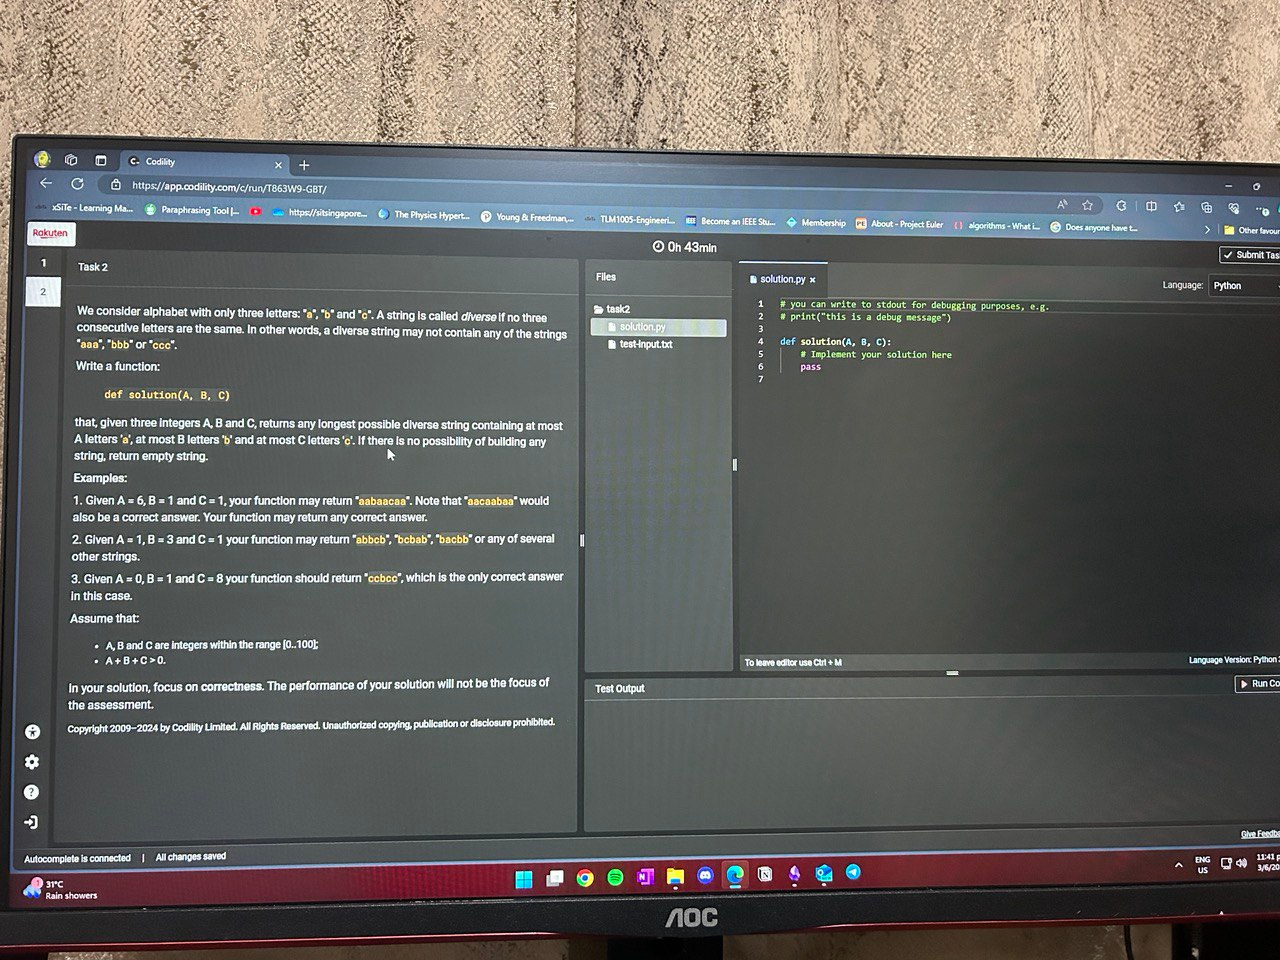 Codility
https://app.codility.com/c/run/T863W9-GBT/
xSiTe - Learning Ma...
Paraphrasing Tool |...
https://sitsingapore...
The Physics Hypert...
Young & Freedman,...
TLM1005-Engineeri...
Become an IEEE Stu...
Membership
About - Project Euler
algorithms - What i...
Does anyone have t...
Other favour
Rakuten
0h 43min
Submit Tas
1
2
Task 2
We consider alphabet with only three letters: "a", "b" and "c". A string is called diverse if no three
consecutive letters are the same. In other words, a diverse string may not contain any of the strings
"aaa", "bbb" or "ccc".
Write a function:
def solution(A, B, C)
that, given three integers A, B and C, returns any longest possible diverse string containing at most
A letters 'a', at most B letters 'b' and at most C letters 'c'. If there is no possibility of building any
string, return empty string.
Examples:
1. Given A = 6, B = 1 and C = 1, your function may return "aabaacaa". Note that "aacaabaa" would
also be a correct answer. Your function may return any correct answer.
2. Given A = 1, B = 3 and C = 1 your function may return "abbcb", "bcbab", "bacbb" or any of several
other strings.
3. Given A = 0, B = 1 and C = 8 your function should return "ccbcc", which is the only correct answer
in this case.
Assume that:
• A, B and C are integers within the range [0..100];
• A + B + C > 0.
In your solution, focus on correctness. The performance of your solution will not be the focus of
the assessment.
Copyright 2009–2024 by Codility Limited. All Rights Reserved. Unauthorized copying, publication or disclosure prohibited.
Files
task2
solution.py
test-input.txt
solution.py
Language: Python
1 # you can write to stdout for debugging purposes, e.g.
2 # print("this is a debug message")
3
4 def solution(A, B, C):
5 # Implement your solution here
6 pass
7
To leave editor use Ctrl + M
Language Version: Python 3
Test Output
Run Co
Give Feedba
Autocomplete is connected | All changes saved
1
31°C
Rain showers
ENG
US
11:41 p
3/6/20
AOC